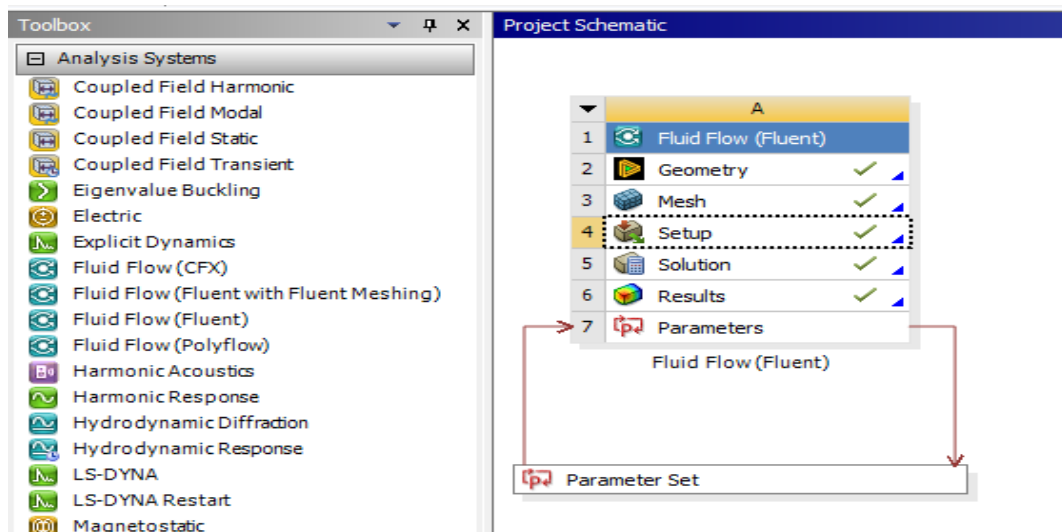 Toolbox
Analysis Systems
Coupled Field Harmonic
Coupled Field Modal
Coupled Field Static
Coupled Field Transient
Eigenvalue Buckling
Electric
Explicit Dynamics
Fluid Flow (CFX)
Fluid Flow (Fluent with Fluent Meshing)
Fluid Flow (Fluent)
Fluid Flow (Polyflow)
Harmonic Acoustics
Harmonic Response
Hydrodynamic Diffraction
Hydrodynamic Response
LS-DYNA
LS-DYNA Restart
Magnetostatic
Project Schematic
A
1 Fluid Flow (Fluent)
2 Geometry
3 Mesh
4 Setup
5 Solution
6 Results
7 Parameters
Fluid Flow (Fluent)
Parameter Set